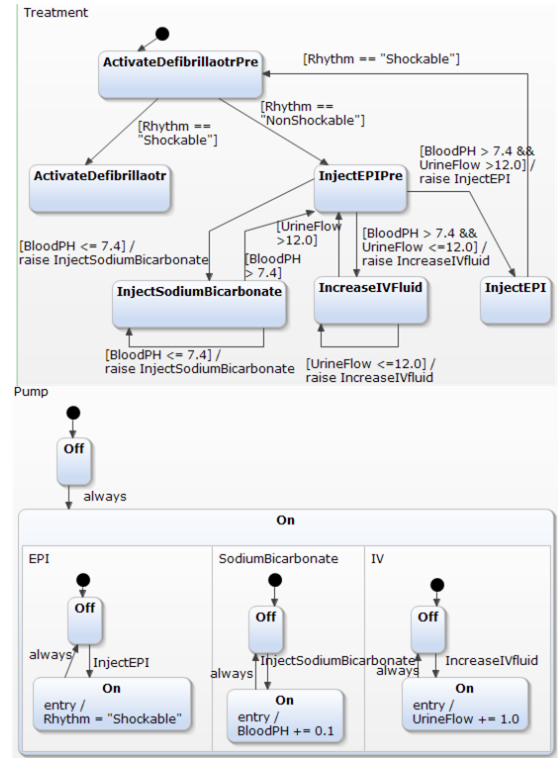 Treatment
ActivateDefibrillaotrPre
[Rhythm == "Shockable"]
[Rhythm ==
"Shockable"]
[Rhythm ==
"NonShockable"]
ActivateDefibrillaotr
InjectEPIPre
[BloodPH > 7.4 &&
UrineFlow >12.0] /
raise InjectEPI
[BloodPH <= 7.4] /
raise InjectSodiumBicarbonate
[UrineFlow
>12.0]
[BloodPH
> 7.4]
[BloodPH > 7.4 &&
UrineFlow <=12.0] /
raise IncreaseIVfluid
InjectSodiumBicarbonate
IncreaseIVFluid
InjectEPI
[BloodPH <= 7.4] /
raise InjectSodiumBicarbonate
[UrineFlow <=12.0] /
raise IncreaseIVfluid
Pump
Off
always
On
EPI
Off
always
InjectEPI
On
entry /
Rhythm = "Shockable"
SodiumBicarbonate
Off
always
InjectSodiumBicarbonate
On
entry /
BloodPH += 0.1
IV
Off
always
IncreaseIVfluid
On
entry /
UrineFlow += 1.0